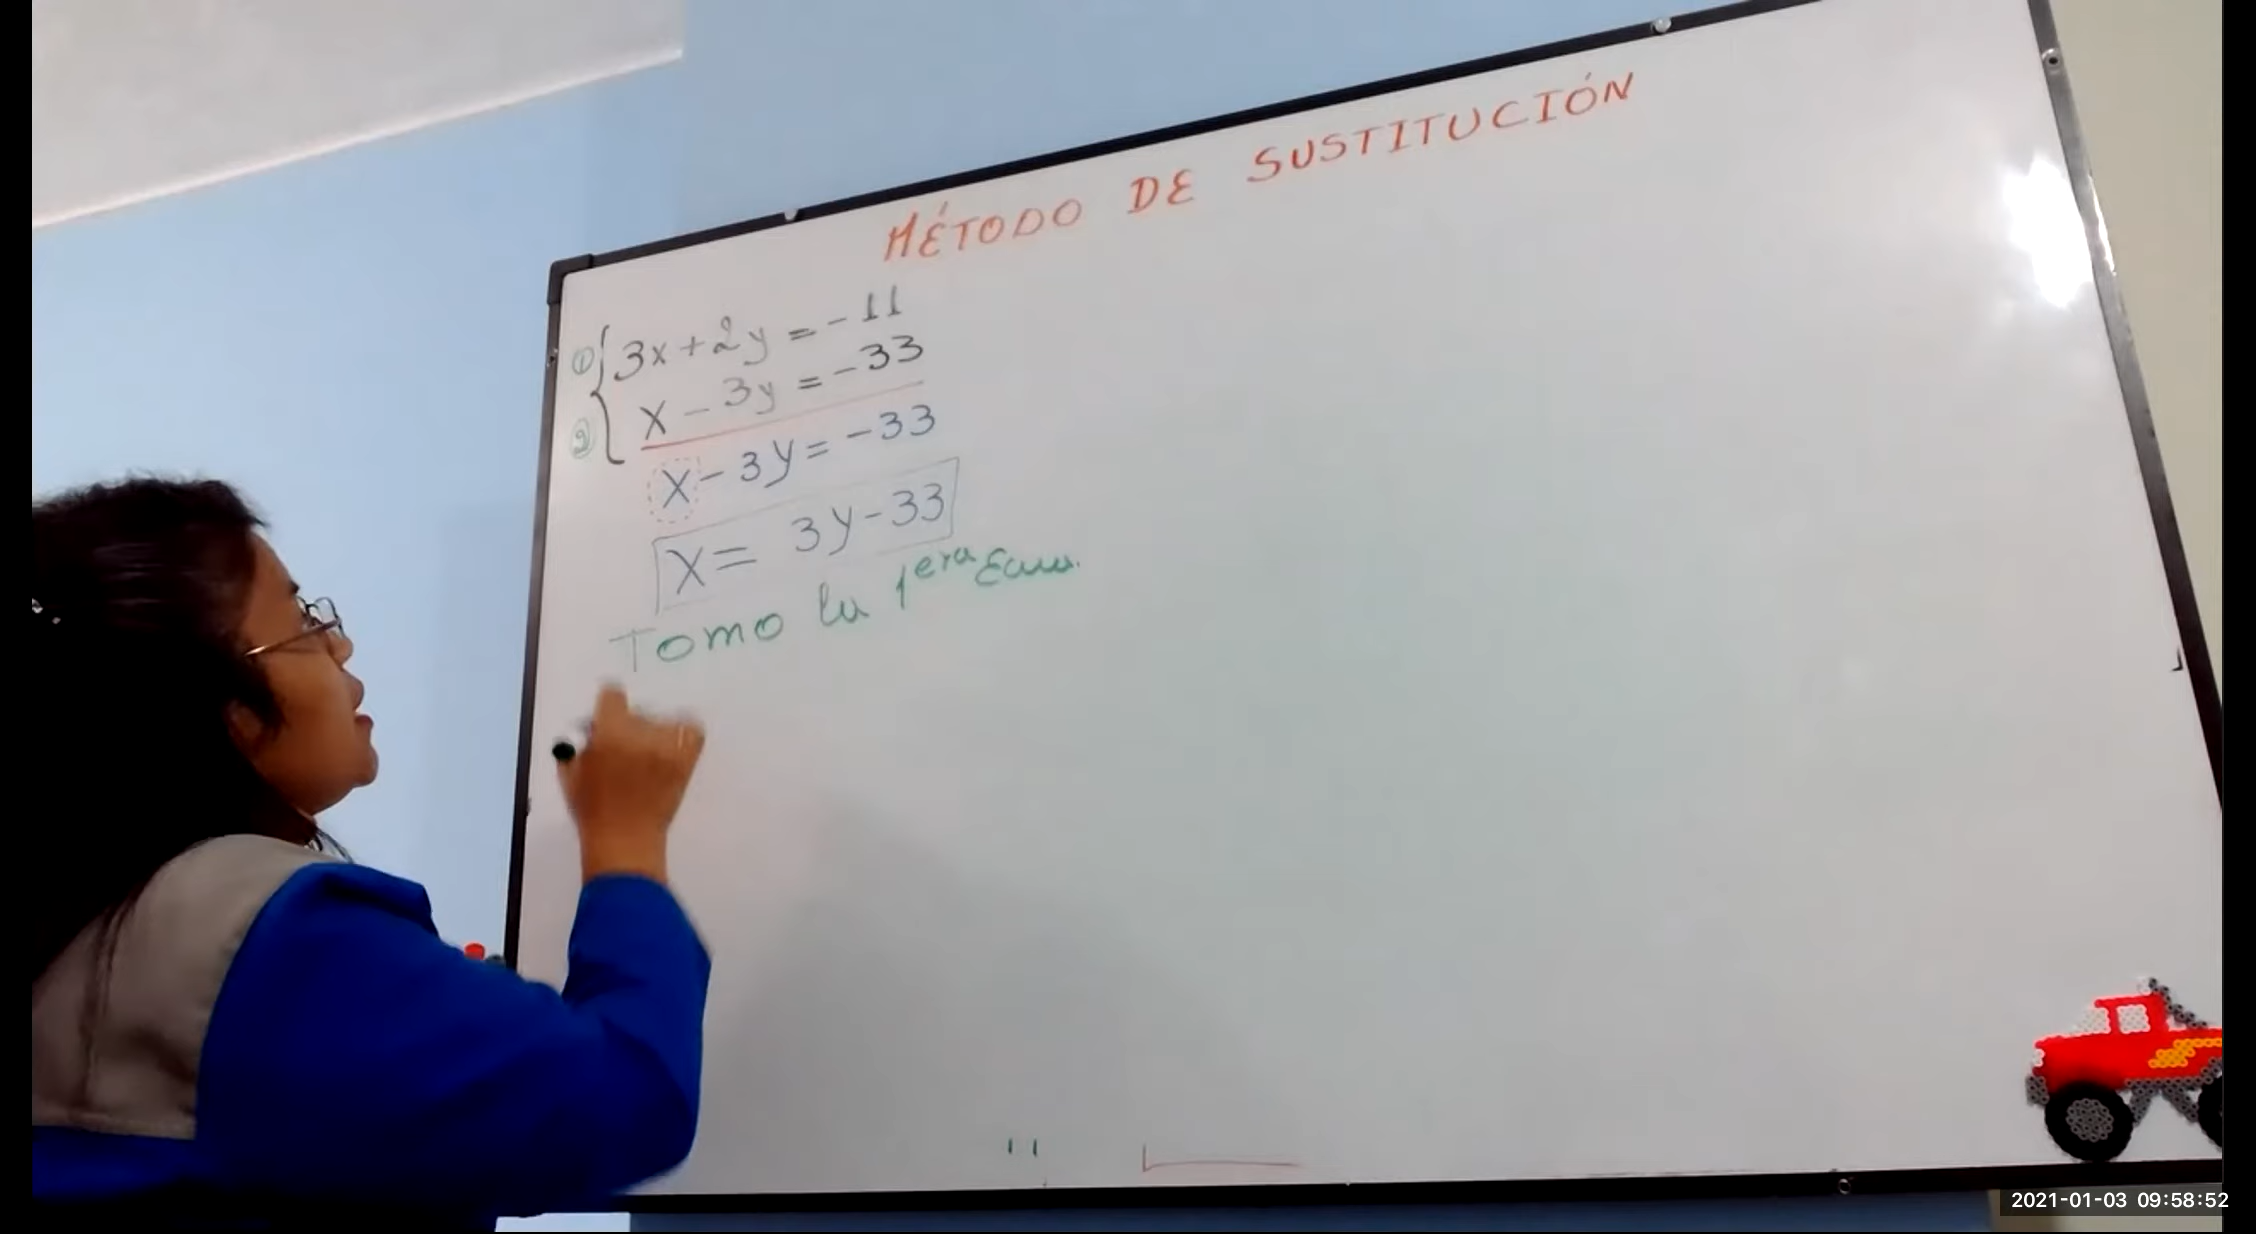 MÉTODO DE SUSTITUCIÓN
① 3x+2y=-11
② x-3y=-33
x-3y=-33
x= 3y-33
Tomo la 1era Ecua.
2021-01-03 09:58:52